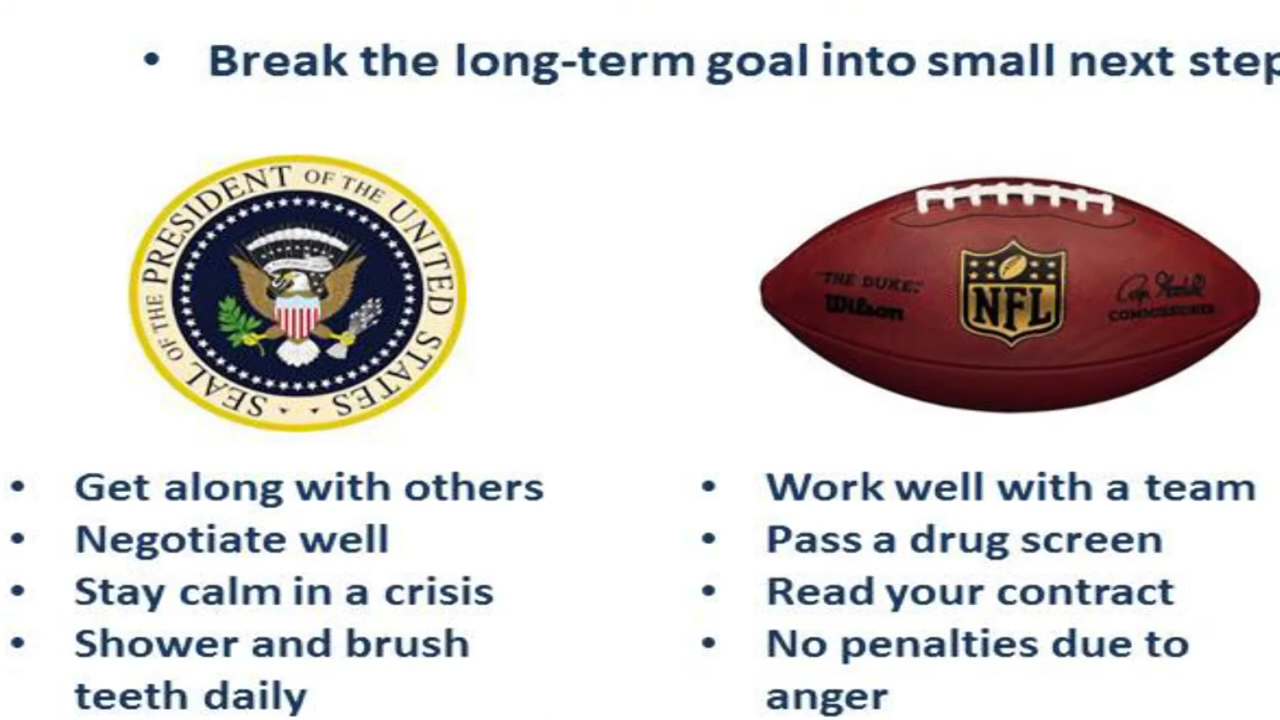 • Break the long-term goal into small next step
SEAL OF THE PRESIDENT OF THE UNITED STATES
"THE DUKE"
Wilson
NFL
COMMISSIONER
• Get along with others
• Negotiate well
• Stay calm in a crisis
• Shower and brush
teeth daily
• Work well with a team
• Pass a drug screen
• Read your contract
• No penalties due to
anger